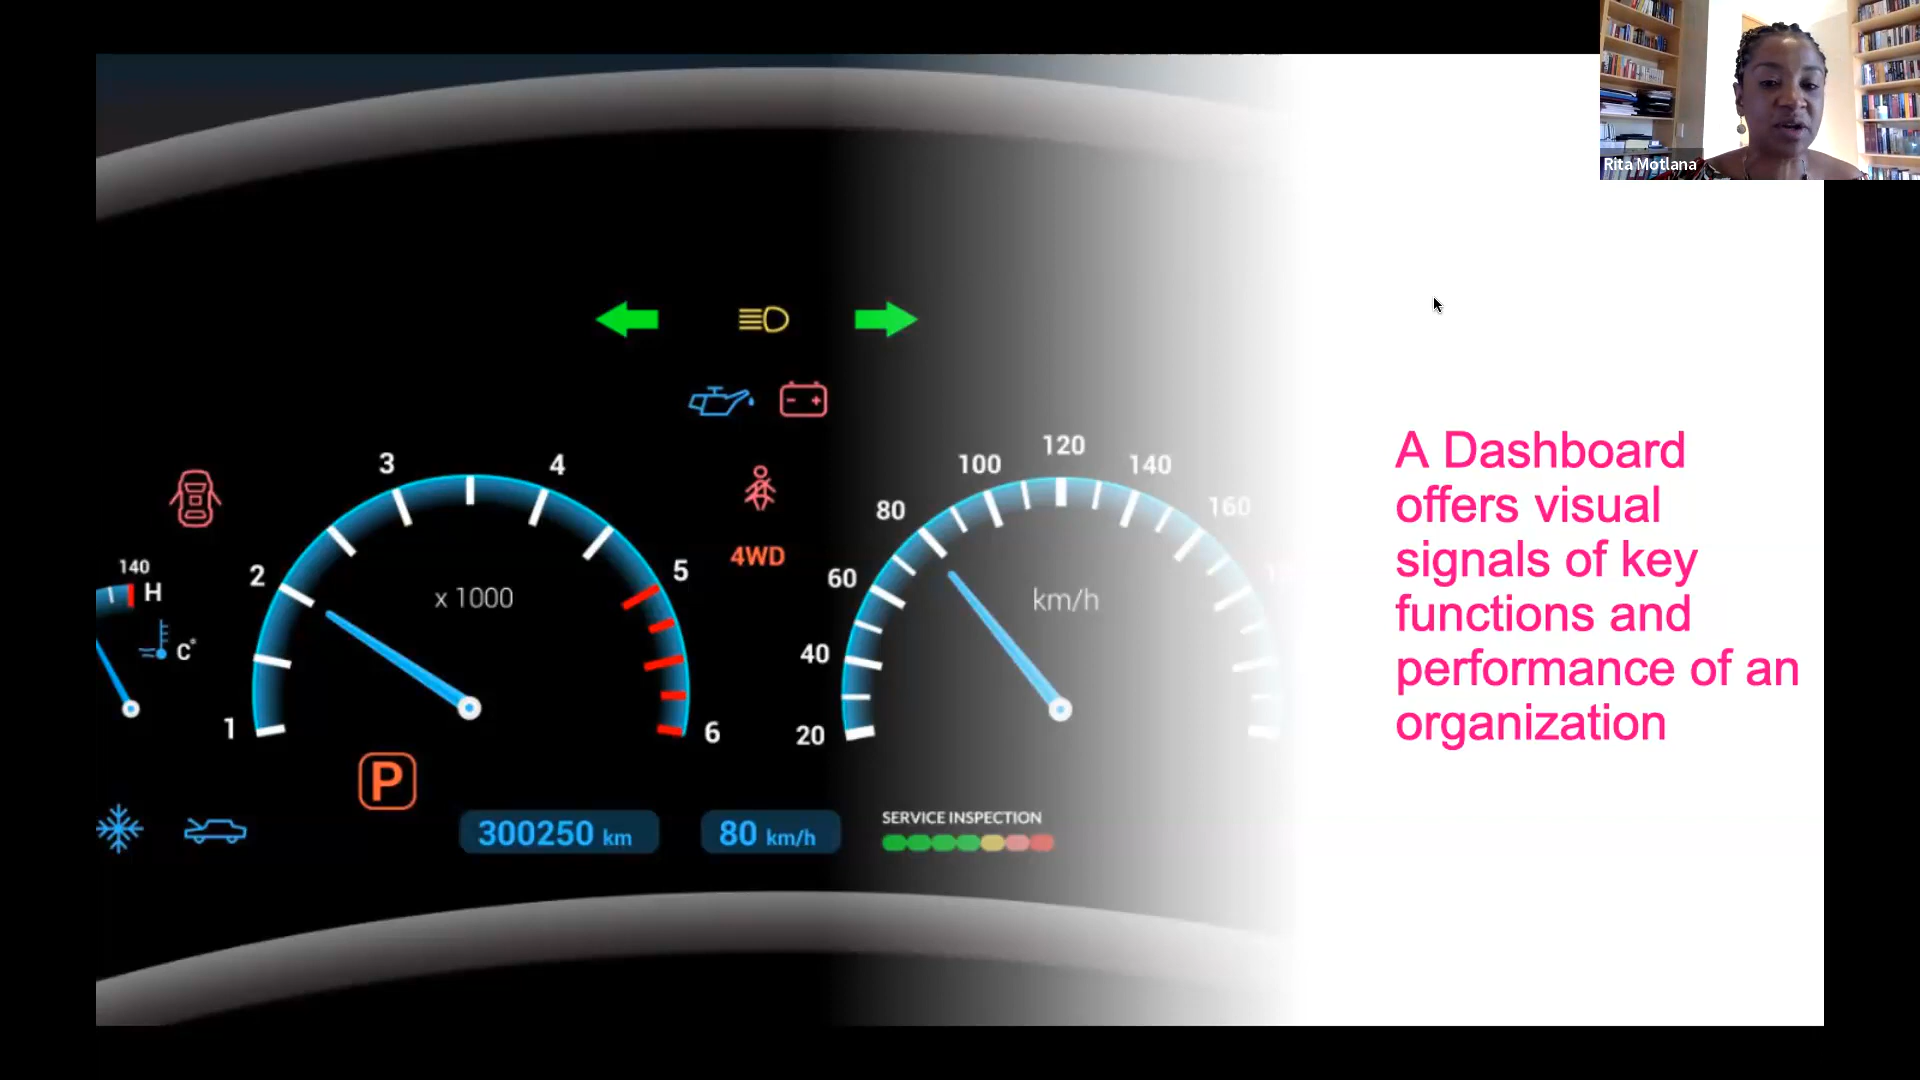 Rita Motlana
A Dashboard
offers visual
signals of key
functions and
performance of an
organization
140
H
C°
1
2
3
4
5
6
x 1000
4WD
20
40
60
80
100
120
140
160
km/h
P
300250 km
80 km/h
SERVICE INSPECTION